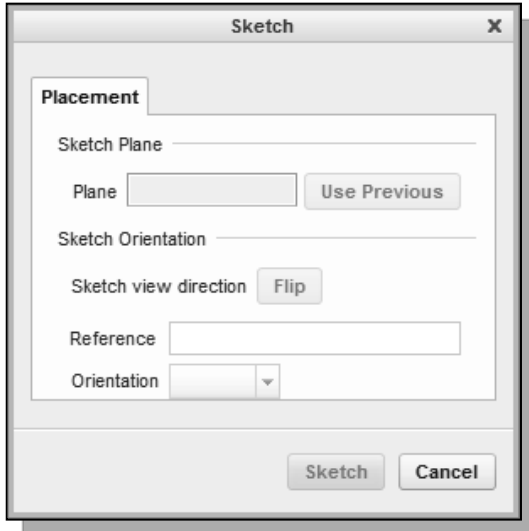 Sketch X
Placement
Sketch Plane
Plane Use Previous
Sketch Orientation
Sketch view direction Flip
Reference
Orientation
Sketch Cancel